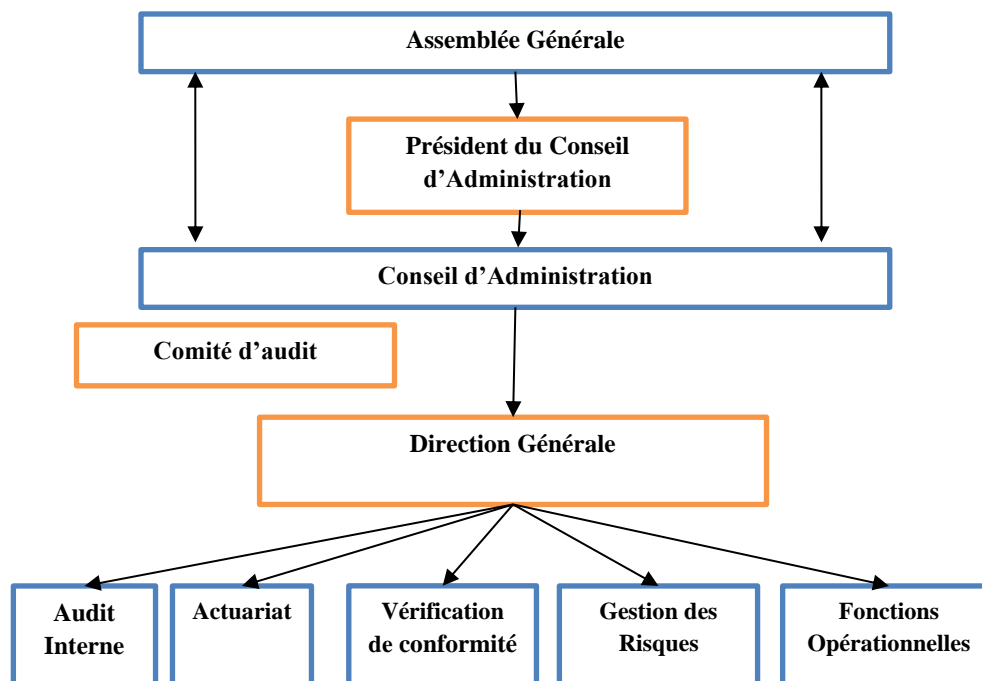 Assemblée Générale
Président du Conseil
d’Administration
Conseil d’Administration
Comité d’audit
Direction Générale
Audit
Interne
Actuariat
Vérification
de conformité
Gestion des
Risques
Fonctions
Opérationnelles